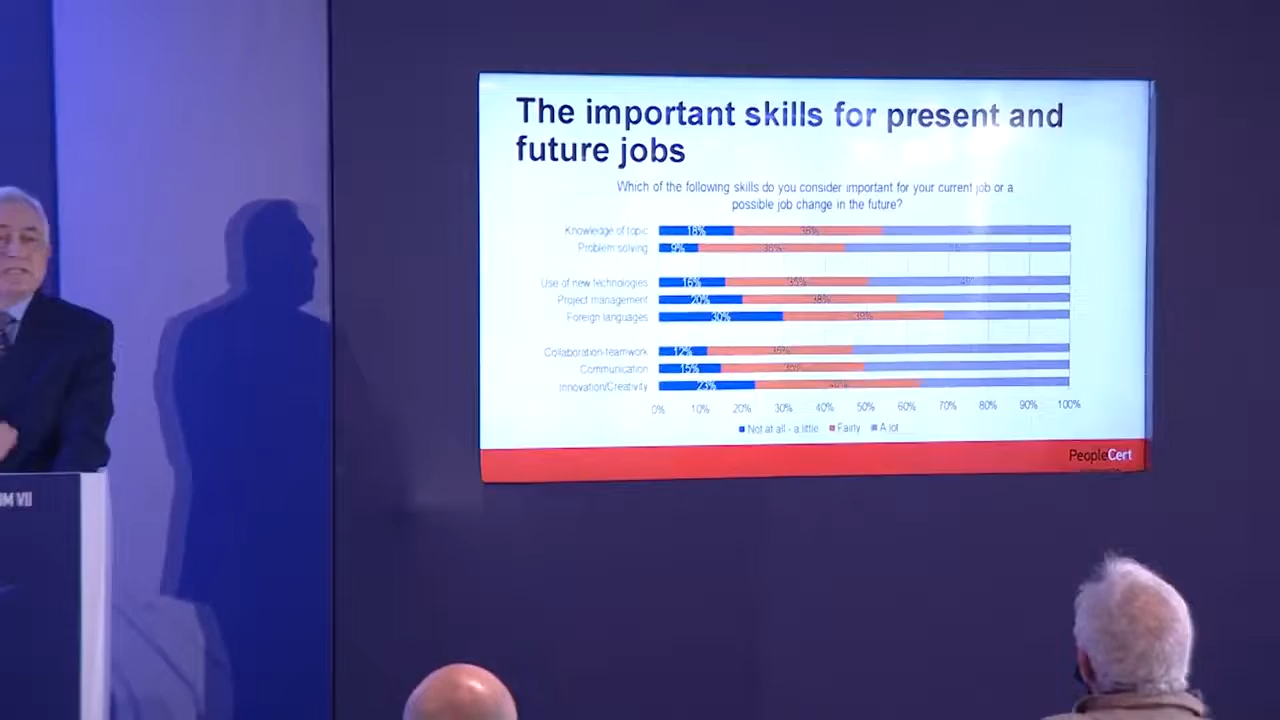 The important skills for present and
future jobs
Which of the following skills do you consider important for your current job or a
possible job change in the future?
Knowledge of topic 18% 36%
Problem solving 9%
Use of new technologies 16% 35%
Project management 20% 38%
Foreign languages 30% 39%
Collaboration-teamwork 12%
Communication 15%
Innovation/Creativity 23% 40%
0% 10% 20% 30% 40% 50% 60% 70% 80% 90% 100%
Not at all - a little Fairly A lot
PeopleCert
VII